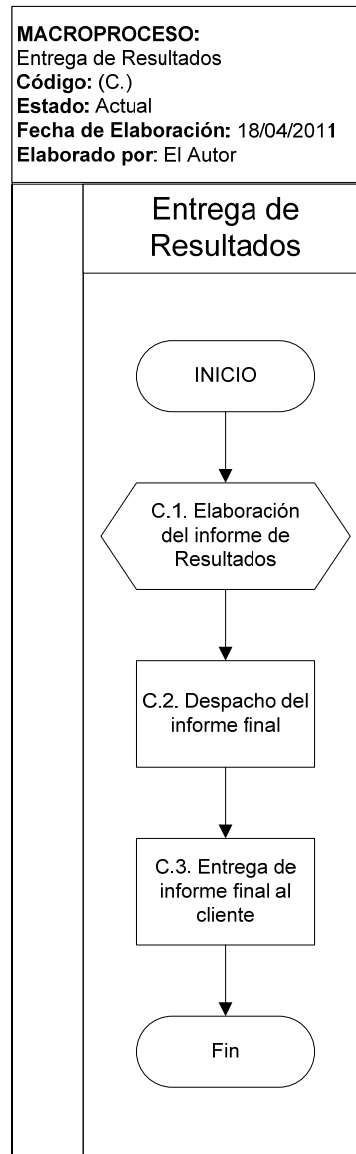 MACROPROCESO:
Entrega de Resultados
Código: (C.)
Estado: Actual
Fecha de Elaboración: 18/04/2011
Elaborado por: El Autor
Entrega de
Resultados
INICIO
C.1. Elaboración
del informe de
Resultados
C.2. Despacho del
informe final
C.3. Entrega de
informe final al
cliente
Fin